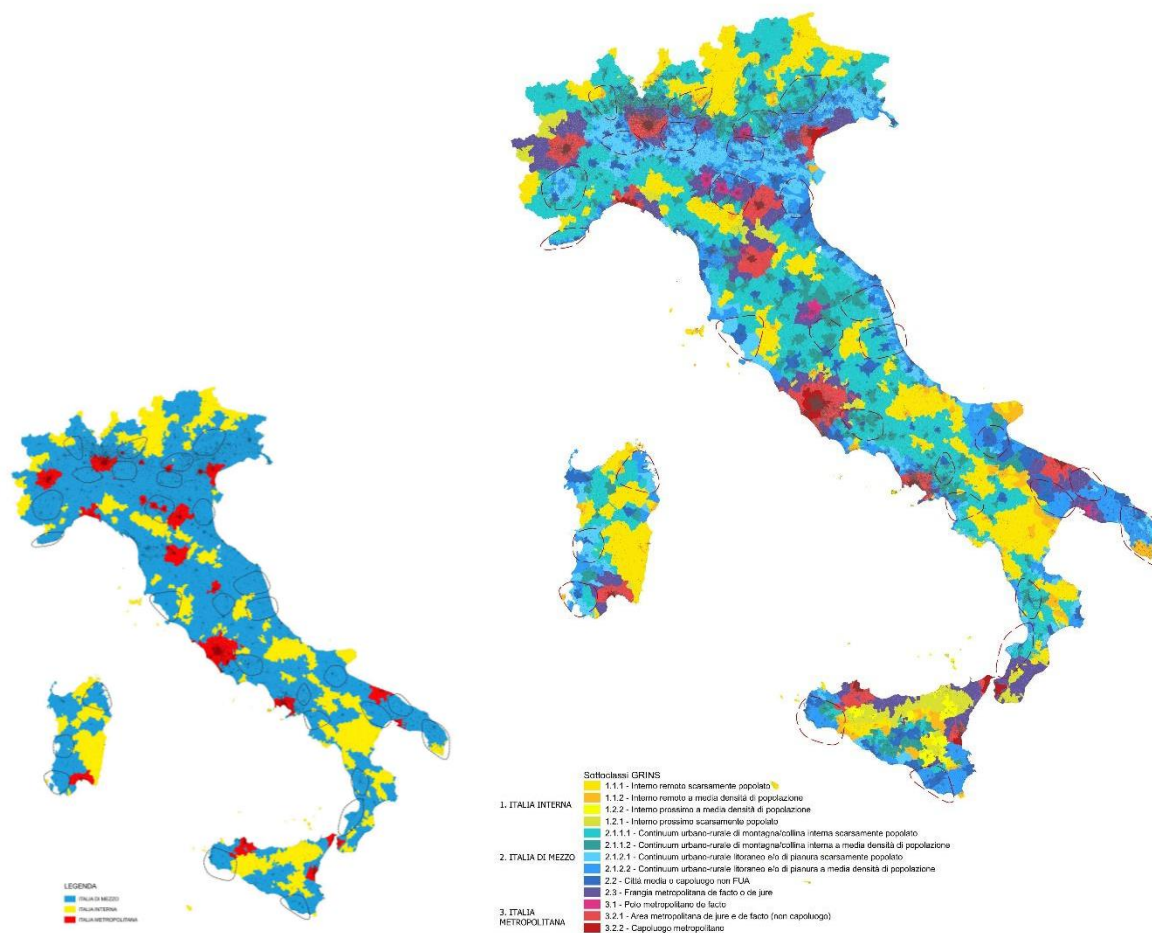 LEGENDA
ITALIA DI MEZZO
ITALIA INTERNA
ITALIA METROPOLITANA
Sottoclassi GRINS
1. ITALIA INTERNA
1.1.1 - Interno remoto scarsamente popolato
1.1.2 - Interno remoto a media densità di popolazione
1.2.2 - Interno prossimo a media densità di popolazione
1.2.1 - Interno prossimo scarsamente popolato
2. ITALIA DI MEZZO
2.1.1.1 - Continuum urbano-rurale di montagna/collina interna scarsamente popolato
2.1.1.2 - Continuum urbano-rurale di montagna/collina interna a media densità di popolazione
2.1.2.1 - Continuum urbano-rurale litoraneo e/o di pianura scarsamente popolato
2.1.2.2 - Continuum urbano-rurale litoraneo e/o di pianura a media densità di popolazione
2.2 - Città media o capoluogo non FUA
2.3 - Frangia metropolitana de facto o de jure
3. ITALIA
METROPOLITANA
3.1 - Polo metropolitano de facto
3.2.1 - Area metropolitana de jure e de facto (non capoluogo)
3.2.2 - Capoluogo metropolitano